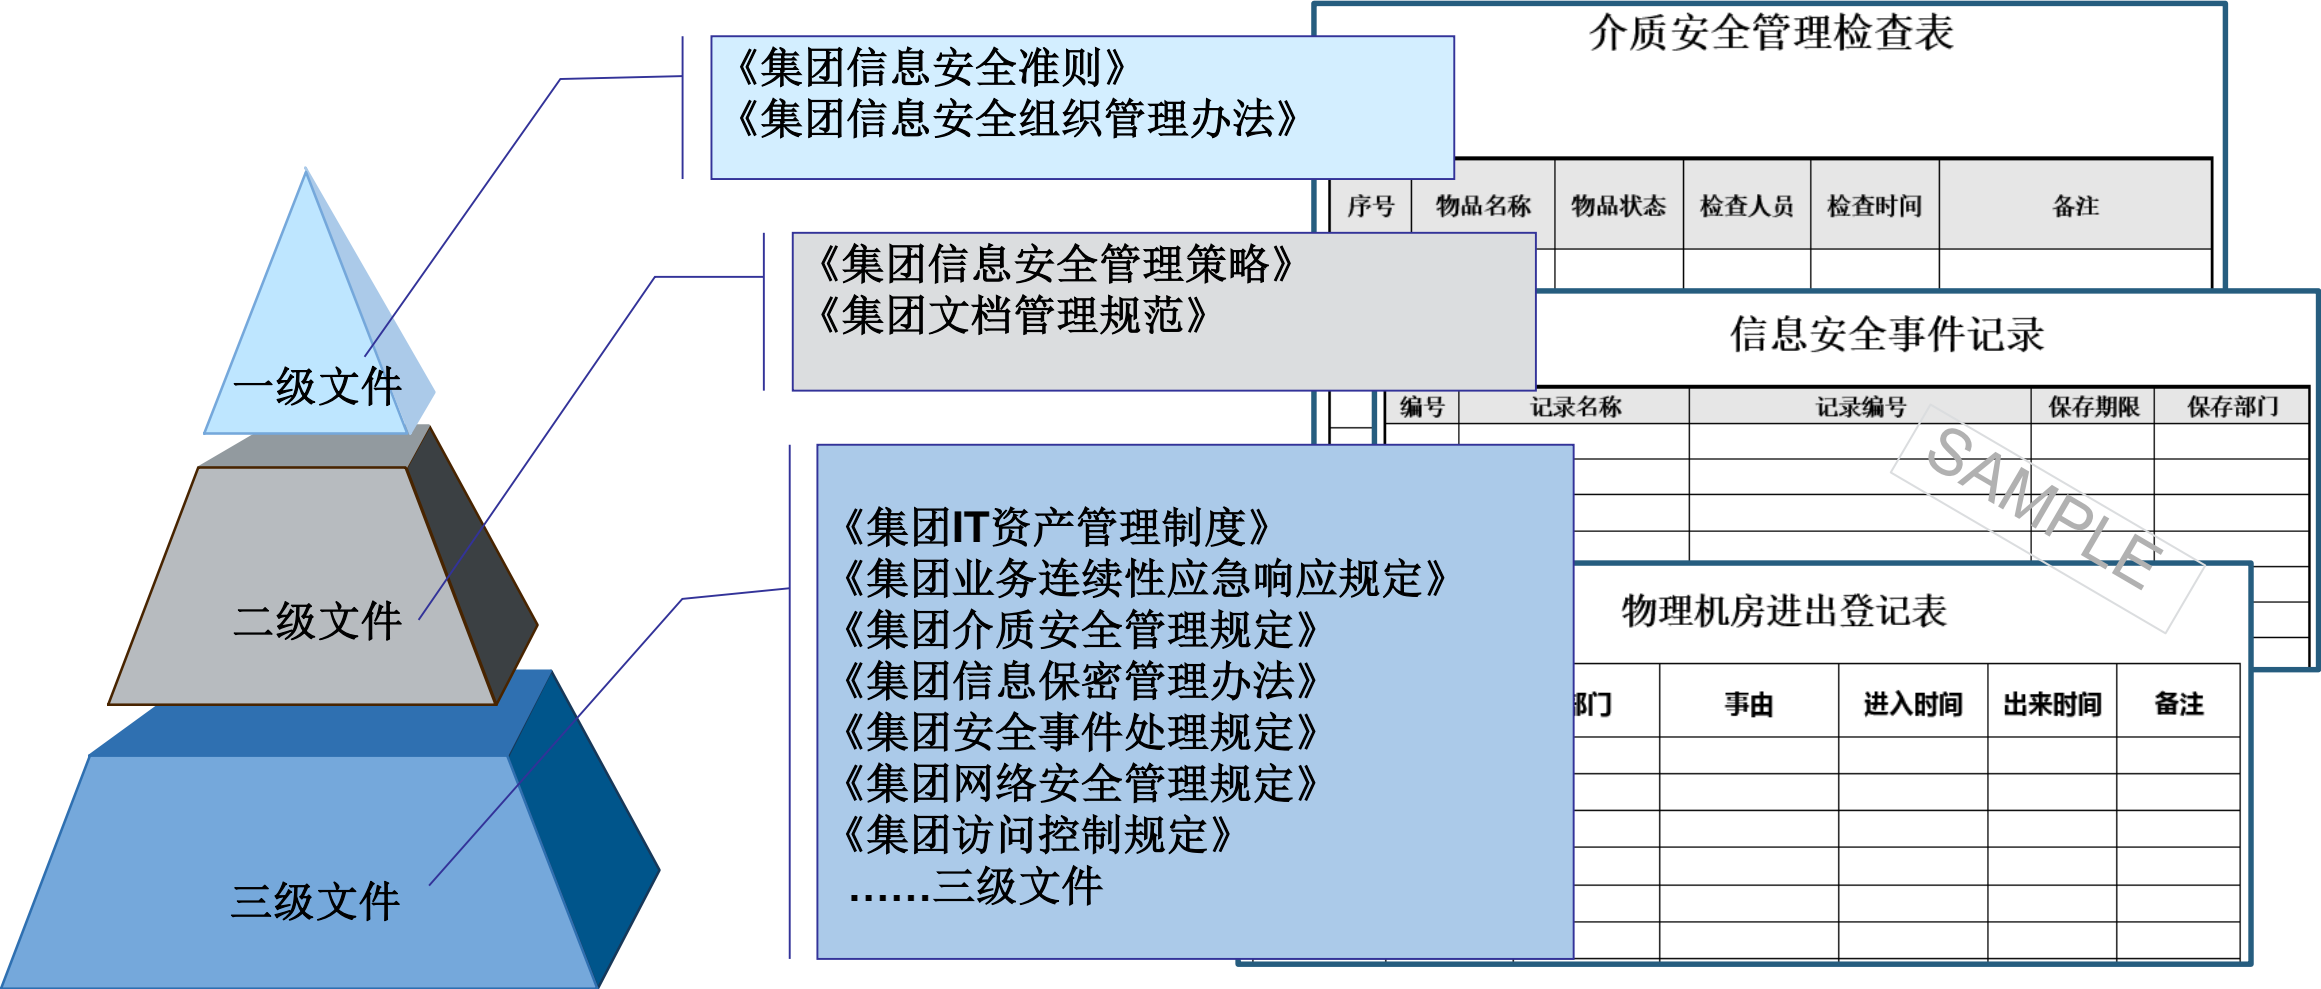 《集团信息安全准则》
《集团信息安全组织管理办法》
一级文件
《集团信息安全管理策略》
《集团文档管理规范》
二级文件
《集团IT资产管理制度》
《集团业务连续性应急响应规定》
《集团介质安全管理规定》
《集团信息保密管理办法》
《集团安全事件处理规定》
《集团网络安全管理规定》
《集团访问控制规定》
……三级文件
三级文件
介质安全管理检查表
序号 物品名称 物品状态 检查人员 检查时间 备注
信息安全事件记录
编号 记录名称 记录编号 保存期限 保存部门
SAMPLE
物理机房进出登记表
部门 事由 进入时间 出来时间 备注